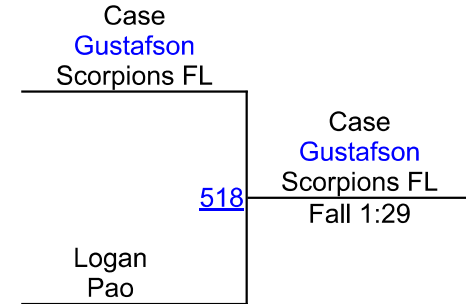 Case
Gustafson
Scorpions FL
Case
Gustafson
Scorpions FL
518
Fall 1:29
Logan
Pao